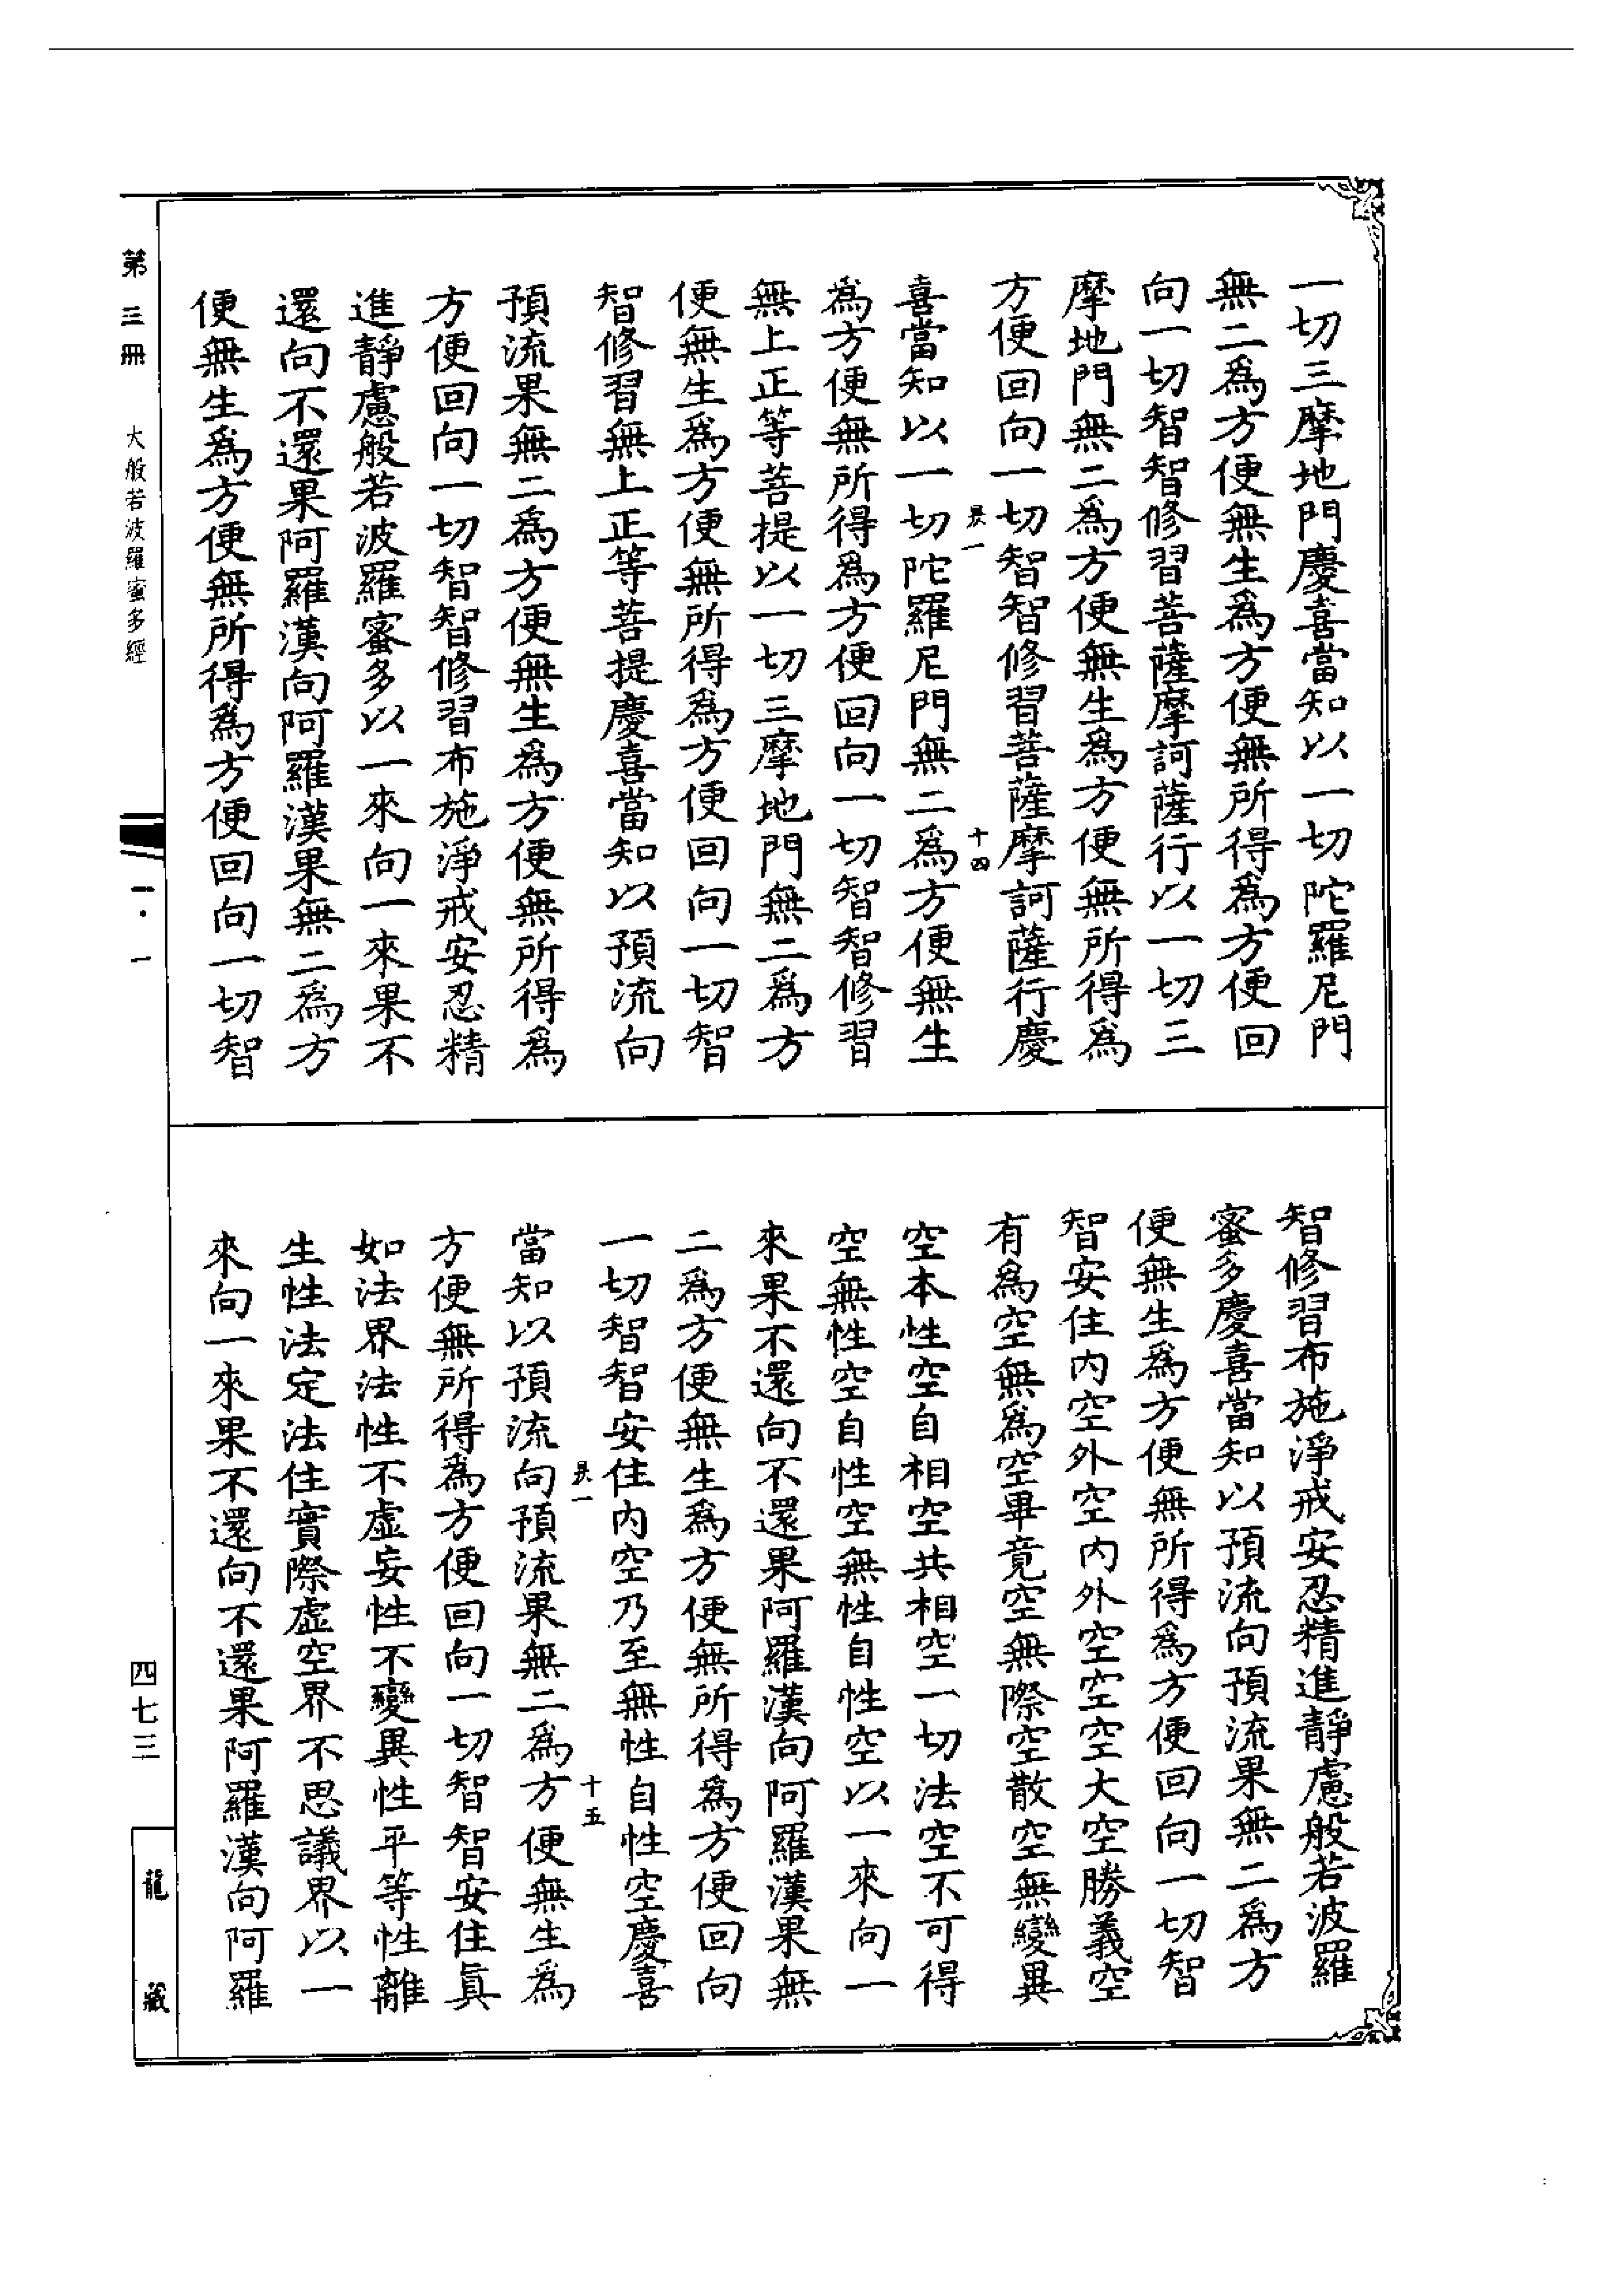 一切三摩地門慶喜當知以一切陀羅尼門
無二爲方便無生爲方便無所得爲方便回
向一切智智修習菩薩摩訶薩行以一切三
摩地門無二爲方便無生爲方便無所得爲
方便回向一切智智修習菩薩摩訶薩行慶
十四
喜當知以一切陀羅尼門無二爲方便無生
爲方便無所得爲方便回向一切智智修習
無上正等菩提以一切三摩地門無二爲方
便無生爲方便無所得爲方便回向一切智
智修習無上正等菩提慶喜當知以預流向
預流果無二爲方便無生爲方便無所得爲
方便回向一切智智修習布施淨戒安忍精
進靜慮般若波羅蜜多以一來向一來果不
還向不還果阿羅漢向阿羅漢果無二爲方
便無生爲方便無所得爲方便回向一切智
智修習布施淨戒安忍精進靜慮般若波羅
蜜多慶喜當知以預流向預流果無二爲方
便無生爲方便無所得爲方便回向一切智
智安住内空外空内外空空空大空勝義空
有爲空無爲空畢竟空無際空散空無變異
空本性空自相空共相空一切法空不可得
空無性空自性空無性自性空以一來向一
來果不還向不還果阿羅漢向阿羅漢果無
二爲方便無生爲方便無所得爲方便回向
一切智智安住内空乃至無性自性空慶喜
十五
當知以預流向預流果無二爲方便無生爲
方便無所得爲方便回向一切智智安住眞
如法界法性不虛妄性不變異性平等性離
生性法定法住實際虛空界不思議界以一
來向一來果不還向不還果阿羅漢向阿羅
第三冊
大般若波羅蜜多經
一·一
四七三
龍藏